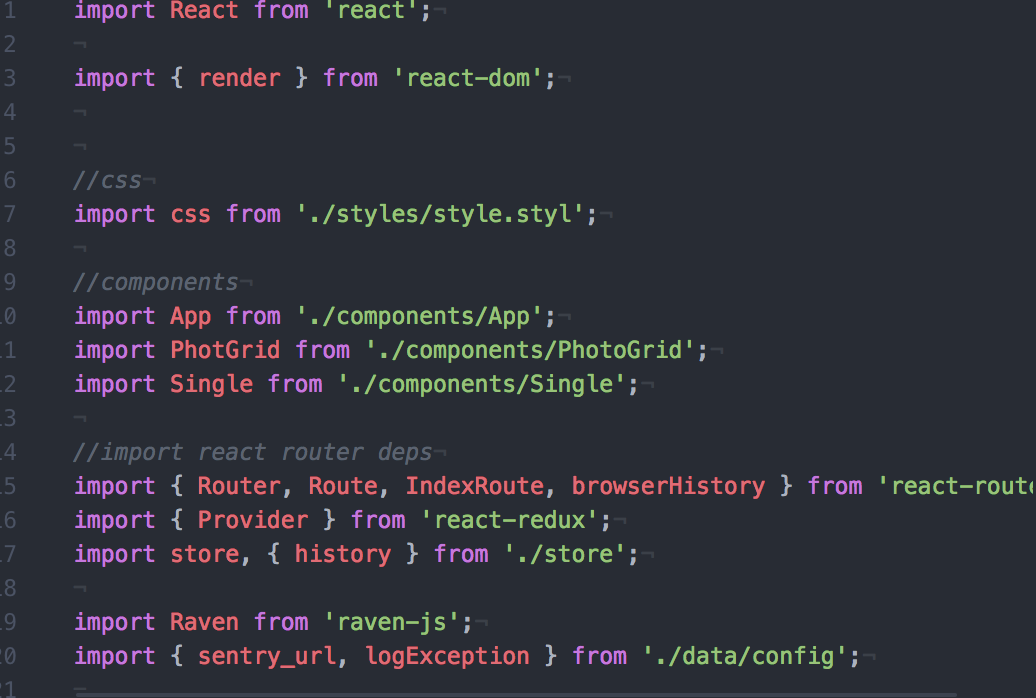 1 import React from 'react';¬
2 ¬
3 import { render } from 'react-dom';¬
4 ¬
5 ¬
6 //css¬
7 import css from './styles/style.styl';¬
8 ¬
9 //components¬
10 import App from './components/App';¬
11 import PhotGrid from './components/PhotoGrid';¬
12 import Single from './components/Single';¬
13 ¬
14 //import react router deps¬
15 import { Router, Route, IndexRoute, browserHistory } from 'react-route
16 import { Provider } from 'react-redux';¬
17 import store, { history } from './store';¬
18 ¬
19 import Raven from 'raven-js';¬
20 import { sentry_url, logException } from './data/config';¬
21 ¬